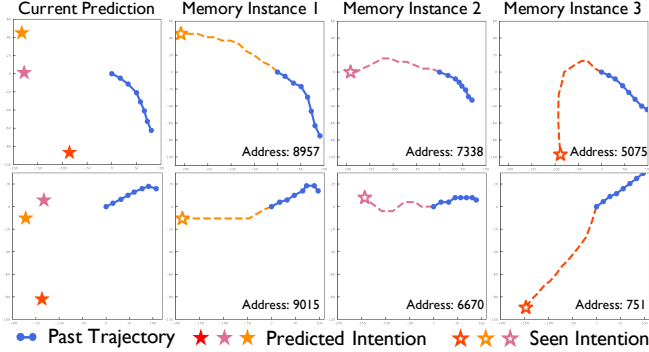 Current Prediction
Memory Instance 1
Memory Instance 2
Memory Instance 3
Address: 8957
Address: 7338
Address: 5075
Address: 9015
Address: 6670
Address: 751
Past Trajectory
Predicted Intention
Seen Intention